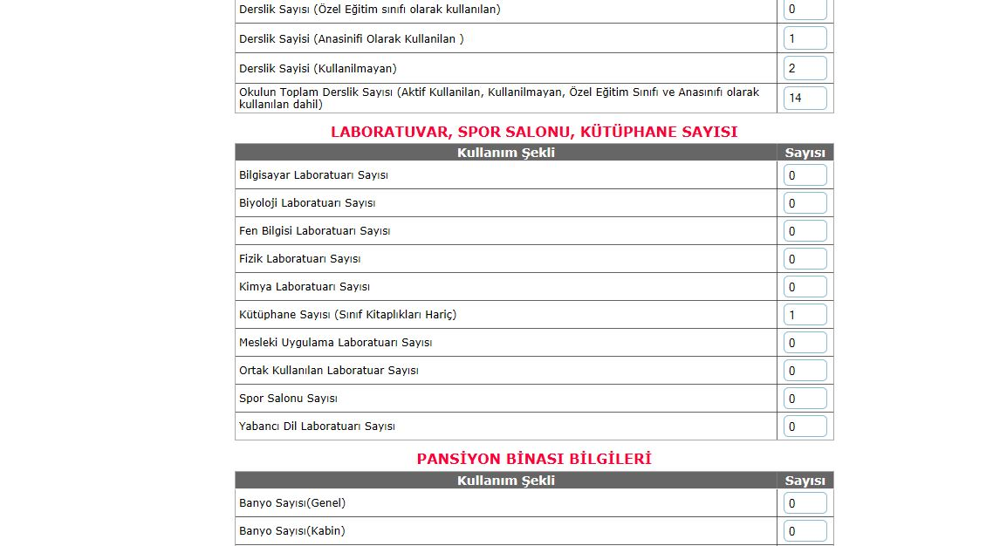 Derslik Sayısı (Özel Eğitim sınıfı olarak kullanılan) 0
Derslik Sayisi (Anasinifi Olarak Kullanilan ) 1
Derslik Sayisi (Kullanilmayan) 2
Okulun Toplam Derslik Sayısı (Aktif Kullanilan, Kullanilmayan, Özel Eğitim Sınıfı ve Anasınıfı olarak
kullanılan dahil) 14
LABORATUVAR, SPOR SALONU, KÜTÜPHANE SAYISI
Kullanım Şekli Sayısı
Bilgisayar Laboratuarı Sayısı 0
Biyoloji Laboratuarı Sayısı 0
Fen Bilgisi Laboratuarı Sayısı 0
Fizik Laboratuarı Sayısı 0
Kimya Laboratuarı Sayısı 0
Kütüphane Sayısı (Sınıf Kitaplıkları Hariç) 1
Mesleki Uygulama Laboratuarı Sayısı 0
Ortak Kullanılan Laboratuar Sayısı 0
Spor Salonu Sayısı 0
Yabancı Dil Laboratuarı Sayısı 0
PANSİYON BİNASI BİLGİLERİ
Kullanım Şekli Sayısı
Banyo Sayısı(Genel) 0
Banyo Sayısı(Kabin) 0